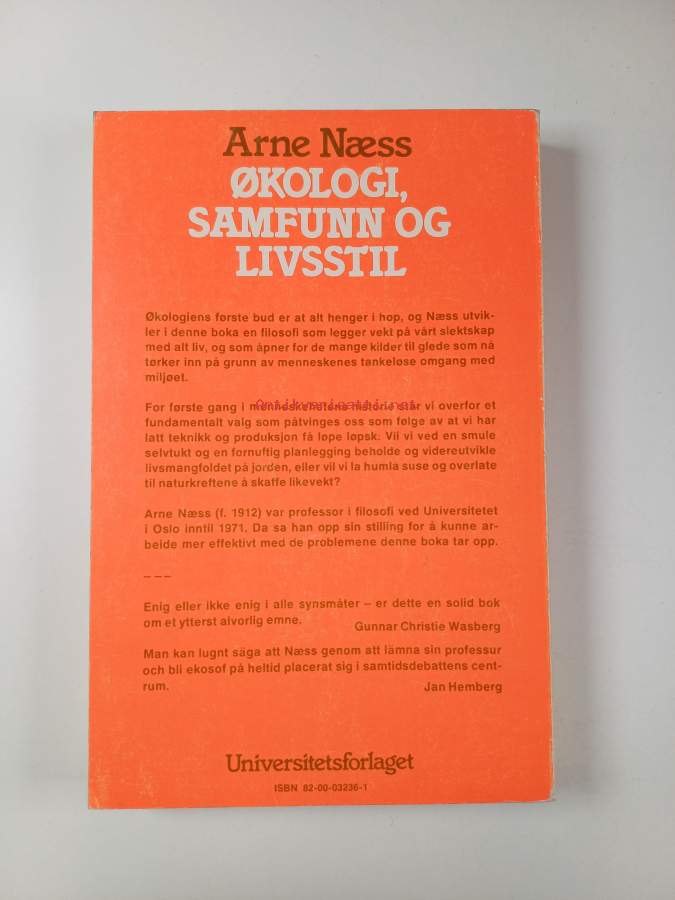 Arne Næss
ØKOLOGI,
SAMFUNN OG
LIVSSTIL
Økologiens første bud er at alt henger i hop, og Næss utvik-
ler i denne boka en filosofi som legger vekt på vårt slektskap
med alt liv, og som åpner for de mange kilder til glede som nå
tørker inn på grunn av menneskenes tankeløse omgang med
miljøet.
For første gang i menneskehetens historie står vi overfor et
fundamentalt valg som påtvinges oss som følge av at vi har
latt teknikk og produksjon få løpe løpsk: Vil vi ved en smule
selvtukt og en fornuftig planlegging beholde og videreutvikle
livsmangfoldet på jorden, eller vil vi la humla suse og overlate
til naturkreftene å skaffe likevekt?
Arne Næss (f. 1912) var professor i filosofi ved Universitetet
i Oslo inntil 1971. Da sa han opp sin stilling for å kunne ar-
beide mer effektivt med de problemene denne boka tar opp.
– – –
Enig eller ikke enig i alle synsmåter – er dette en solid bok
om et ytterst alvorlig emne.
Gunnar Christie Wasberg
Man kan lugnt säga att Næss genom att lämna sin professur
och bli ekosof på heltid placerat sig i samtidsdebattens cent-
rum.
Jan Hemberg
Universitetsforlaget
ISBN 82-00-03236-1